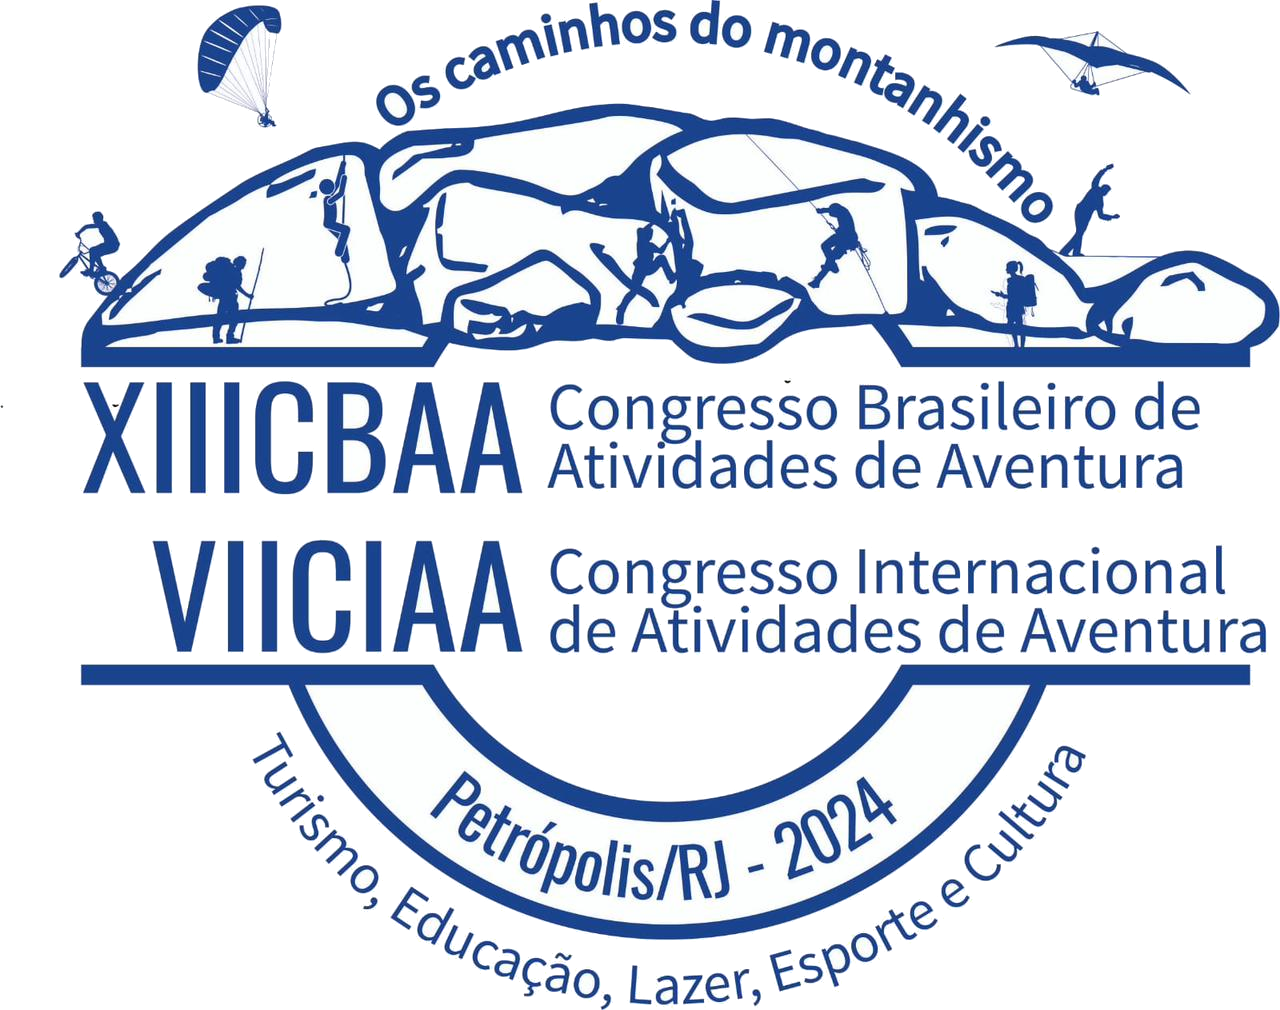 Os caminhos do montanhismo
XIIICBAA
Congresso Brasileiro de
Atividades de Aventura
VIICIAA
Congresso Internacional
de Atividades de Aventura
Petrópolis/RJ - 2024
Turismo, Educação, Lazer, Esporte e Cultura